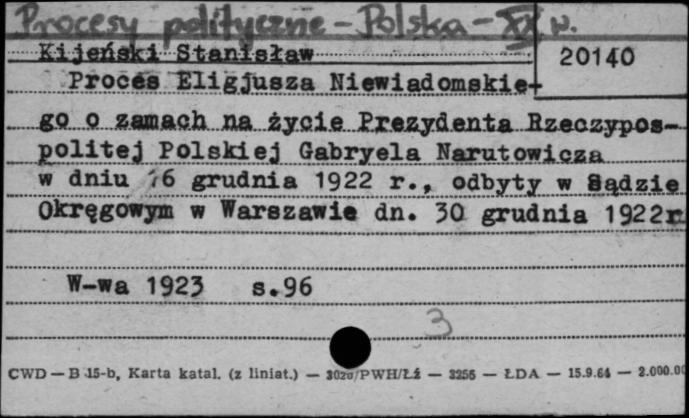 Procesy polityczne - Polska - XX w.
Kijeński Stanisław
20140
Proces Eligjusza Niewiadomskie-
go o zamach na życie Prezydenta Rzeczypos-
politej Polskiej Gabryela Narutowicza
w dniu 16 grudnia 1922 r., odbyty w Sądzie
Okręgowym w Warszawie dn. 30 grudnia 1922r
W-wa 1923 s.96
3
CWD — B 15-b, Karta katal. (z liniat.) — /PWH/Łż — 3256 — ŁDA — 15.9.64 — 2.000.00